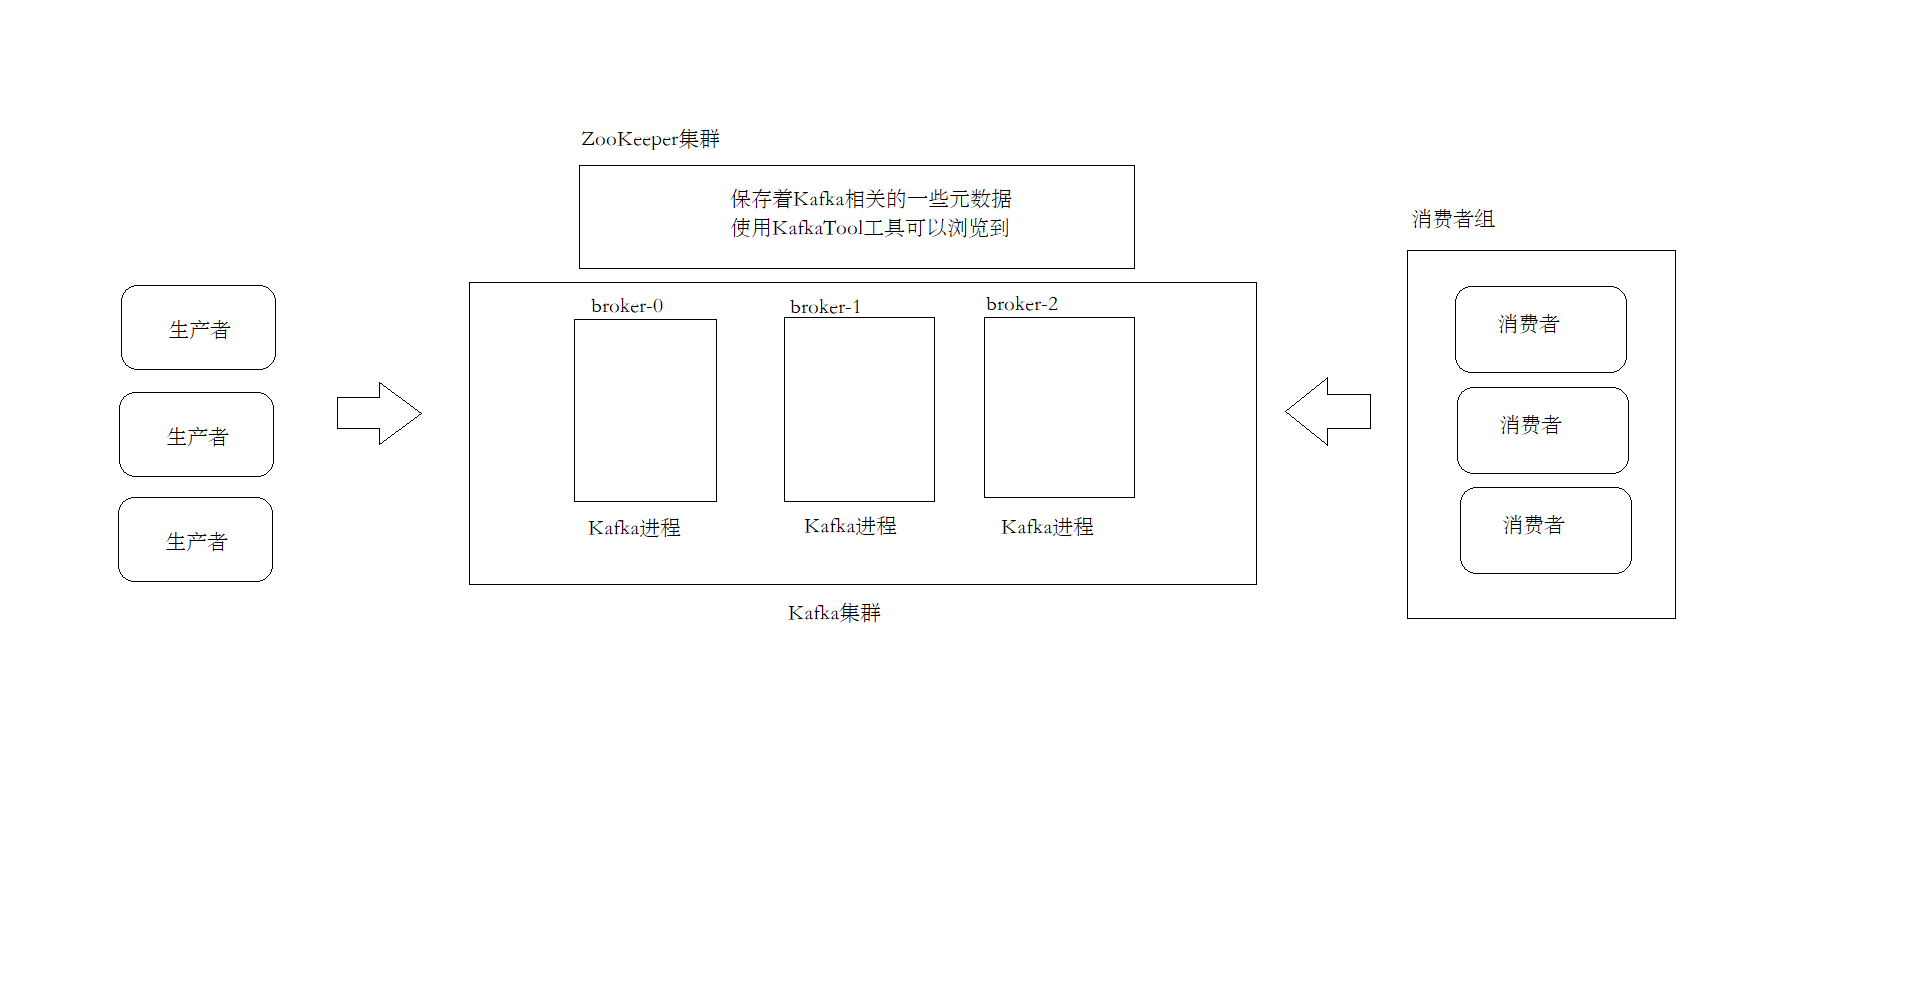 ZooKeeper集群
保存着Kafka相关的一些元数据
使用KafkaTool工具可以浏览到
消费者组
生产者
生产者
生产者
broker-0
broker-1
broker-2
Kafka进程
Kafka进程
Kafka进程
Kafka集群
消费者
消费者
消费者